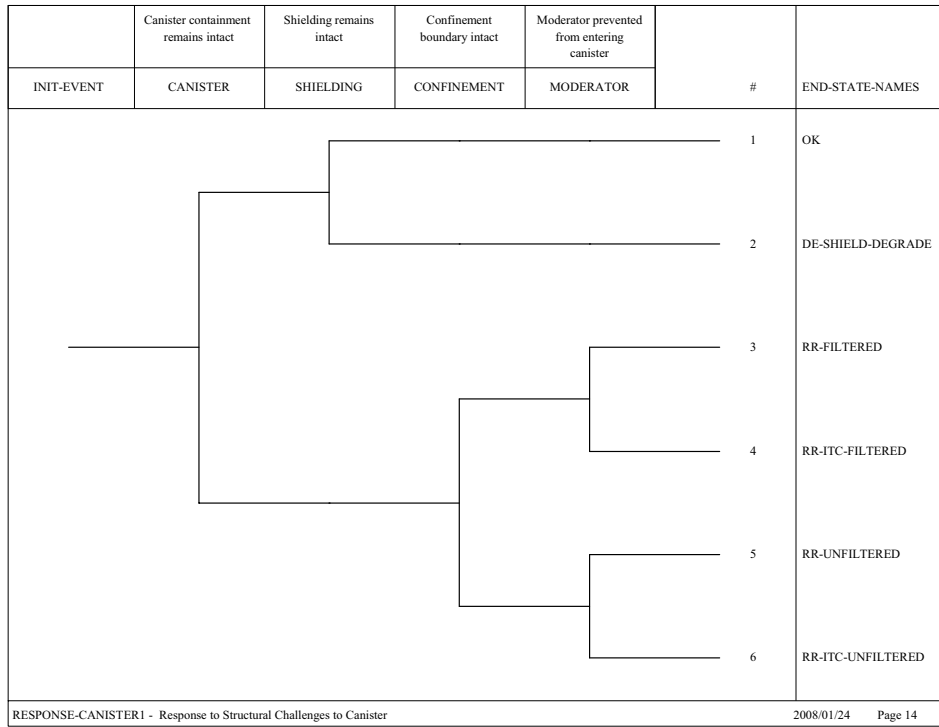 Canister containment
remains intact
Shielding remains
intact
Confinement
boundary intact
Moderator prevented
from entering
canister
INIT-EVENT
CANISTER
SHIELDING
CONFINEMENT
MODERATOR
#
END-STATE-NAMES
1 OK
2 DE-SHIELD-DEGRADE
3 RR-FILTERED
4 RR-ITC-FILTERED
5 RR-UNFILTERED
6 RR-ITC-UNFILTERED
RESPONSE-CANISTER1 - Response to Structural Challenges to Canister 2008/01/24 Page 14